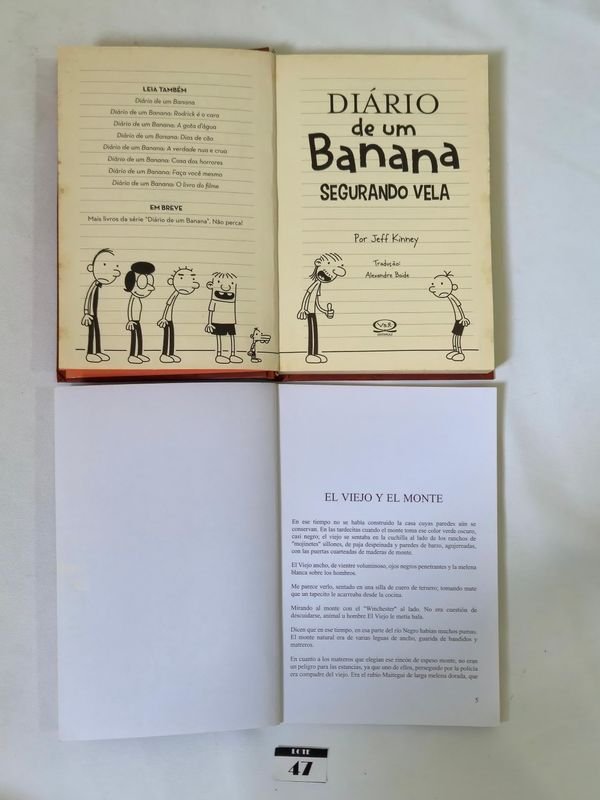 LEIA TAMBÉM
Diário de um Banana
Diário de um Banana: Rodrick é o cara
Diário de um Banana: A gota d'água
Diário de um Banana: Dias de cão
Diário de um Banana: A verdade nua e crua
Diário de um Banana: Casa dos horrores
Diário de um Banana: Faça você mesmo
Diário de um Banana: O livro do filme
EM BREVE
Mais livros da série "Diário de um Banana". Não perca!
DIÁRIO
de um
Banana
SEGURANDO VELA
Por Jeff Kinney
Tradução:
Alexandre Boide
V&R
EDITORAS
EL VIEJO Y EL MONTE
En ese tiempo no se había construido la casa cuyas paredes aún se
conservan. En las tardecitas cuando el monte toma ese color verde oscuro,
casi negro, el viejo se sentaba en la cuchilla al lado de los ranchos de
"mojinetes" sillones, de paja despeinada y paredes de barro, agujereadas,
con las puertas cuarteadas de maderas de monte.
El Viejo ancho, de vientre voluminoso, ojos negros penetrantes y la melena
blanca sobre los hombros.
Me parece verlo, sentado en una silla de cuero de ternero; tomando mate
que un tapecito le acarreaba desde la cocina.
Mirando al monte con el "Winchester" al lado. No era cuestión de
descuidarse, animal u hombre El Viejo le metía bala.
Dicen que en ese tiempo, en esa parte del río Negro habían muchos pumas.
El monte natural era de varias leguas de ancho, guarida de bandidos y
matreros.
En cuanto a los matreros que elegían ese rincón de espeso monte, no eran
un peligro para las estancias, ya que uno de ellos, perseguido por la policía
era compadre del viejo. Era el rubio Maitegui de larga melena dorada, que
5
LOTE
47